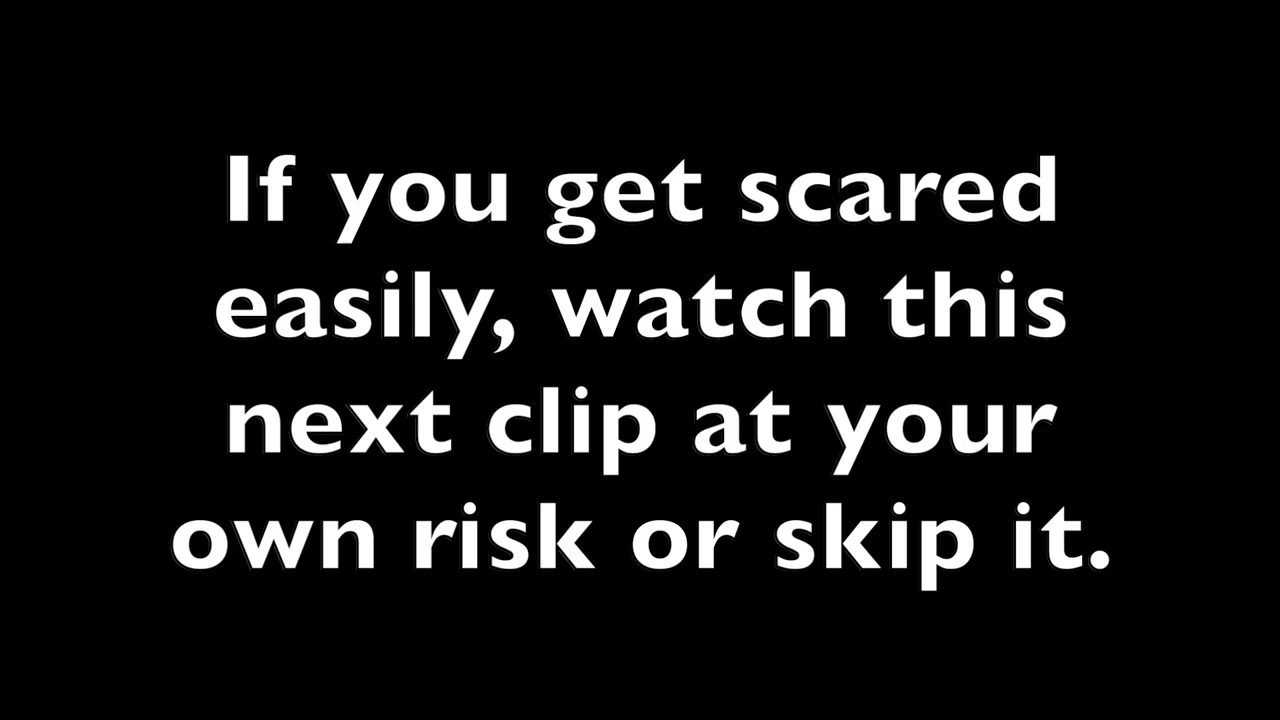 If you get scared
easily, watch this
next clip at your
own risk or skip it.